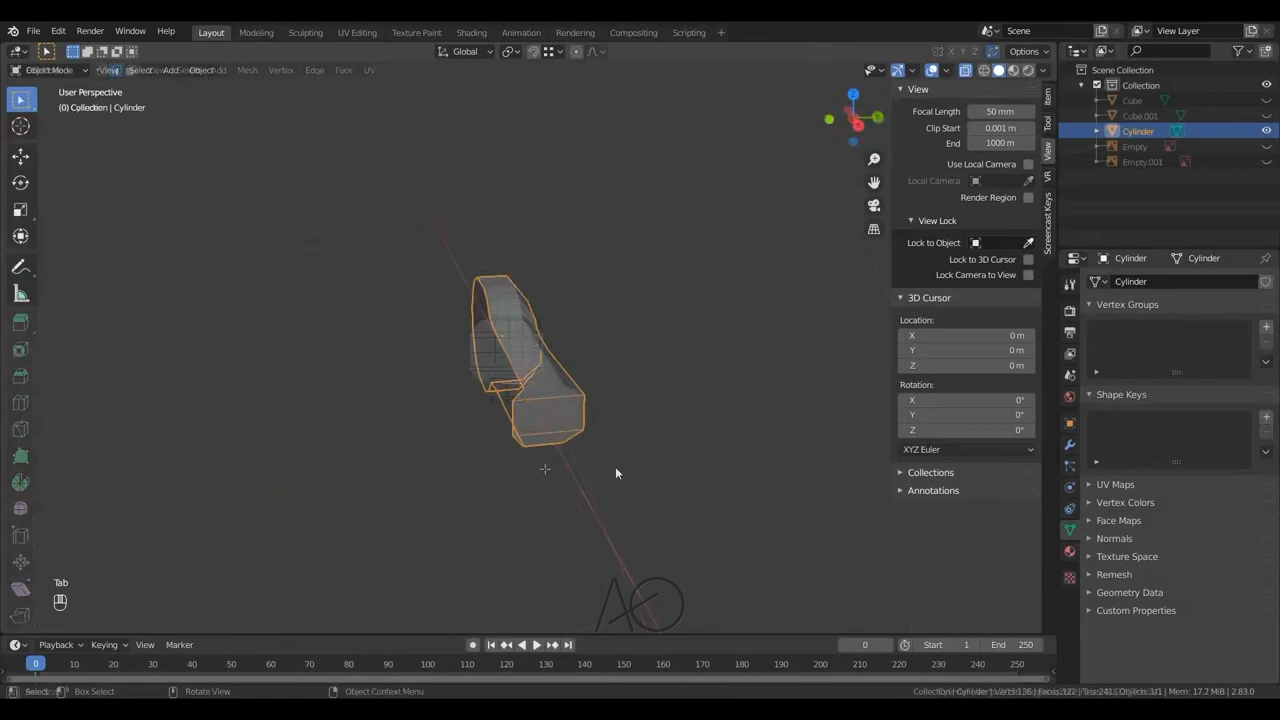 File Edit Render Window Help Layout Modeling Sculpting UV Editing Texture Paint Shading Animation Rendering Compositing Scripting + Scene View Layer
Global X Y Z Options
Object Mode View Select Add Object Mesh Vertex Edge Face UV
User Perspective
(0) Collection | Cylinder
Z
View
Focal Length 50 mm
Clip Start 0.001 m
End 1000 m
Use Local Camera
Local Camera
Render Region
View Lock
Lock to Object
Lock to 3D Cursor
Lock Camera to View
3D Cursor
Location:
X 0 m
Y 0 m
Z 0 m
Rotation:
X 0°
Y 0°
Z 0°
XYZ Euler
Collections
Annotations
Item
Tool
View
VR
Screencast Keys
Scene Collection
Collection
Cube
Cube.001
Cylinder
Empty
Empty.001
Cylinder Cylinder
Cylinder
Vertex Groups
Shape Keys
UV Maps
Vertex Colors
Face Maps
Normals
Texture Space
Remesh
Geometry Data
Custom Properties
Tab
Playback Keying View Marker 0 Start 1 End 250
0 10 20 30 40 50 60 70 80 90 100 110 120 130 140 150 160 170 180 190 200 210 220 230 240 250
Select Box Select Rotate View Object Context Menu